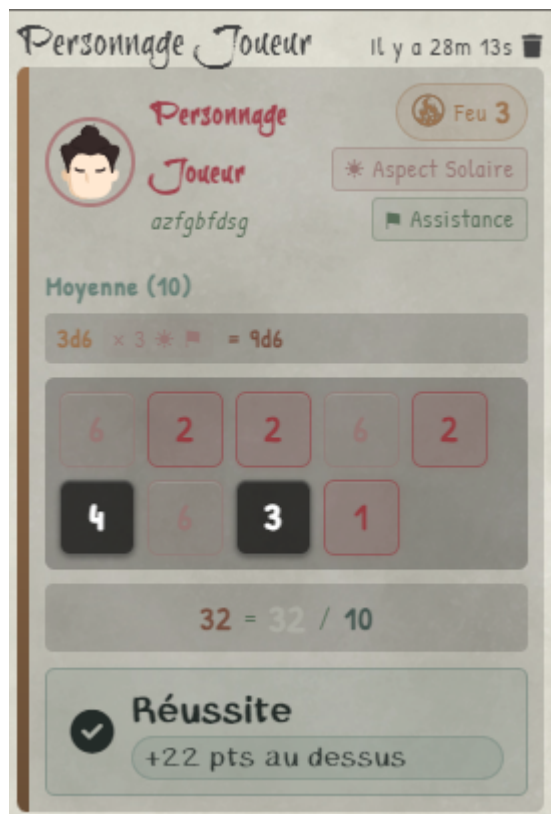 Personnage Joueur
Il y a 28m 13s
Personnage
Joueur
azfgbfdsg
Feu 3
Aspect Solaire
Assistance
Moyenne (10)
3d6 × 3 = 9d6
6 2 2 6 2
4 6 3 1
32 = 32 / 10
Réussite
+22 pts au dessus